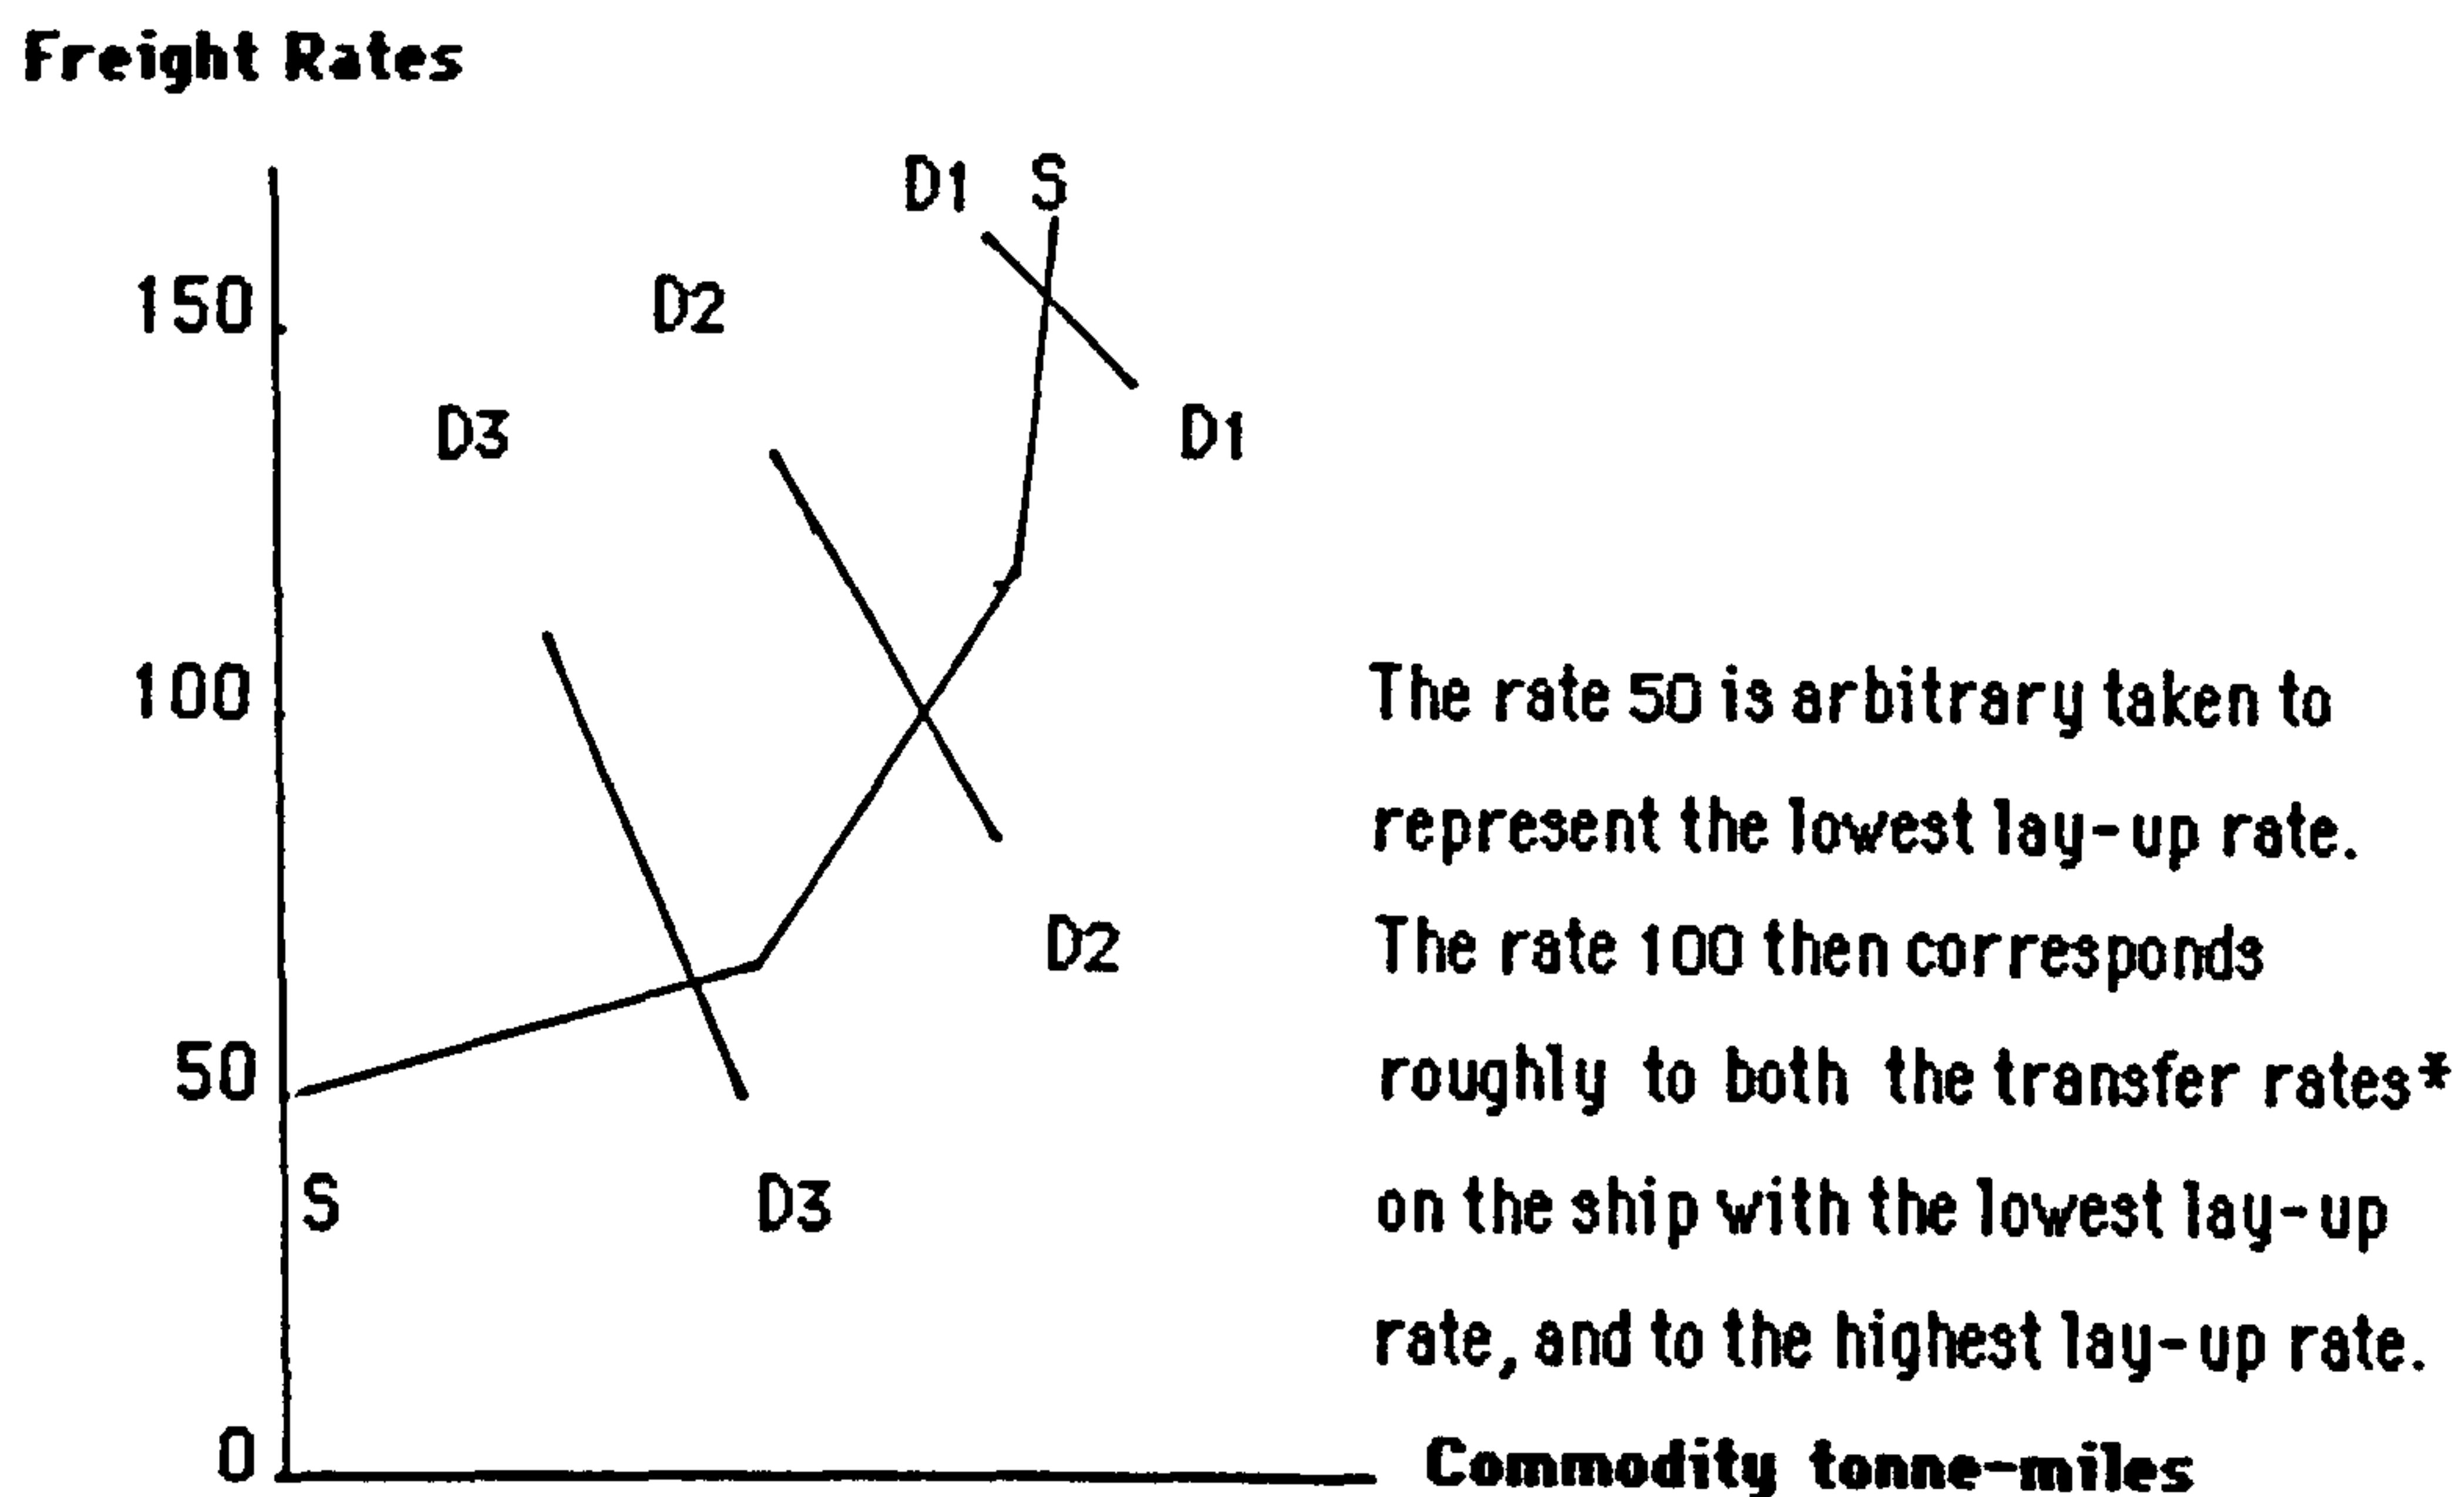 Freight Rates
D1 S
150
D2
D3
D1
100
The rate 50 is arbitrary taken to
represent the lowest lay-up rate.
D2
The rate 100 then corresponds
50
roughly to both the transfer rates*
S
D3
on the ship with the lowest lay-up
rate, and to the highest lay-up rate.
0
Commodity tonne-miles